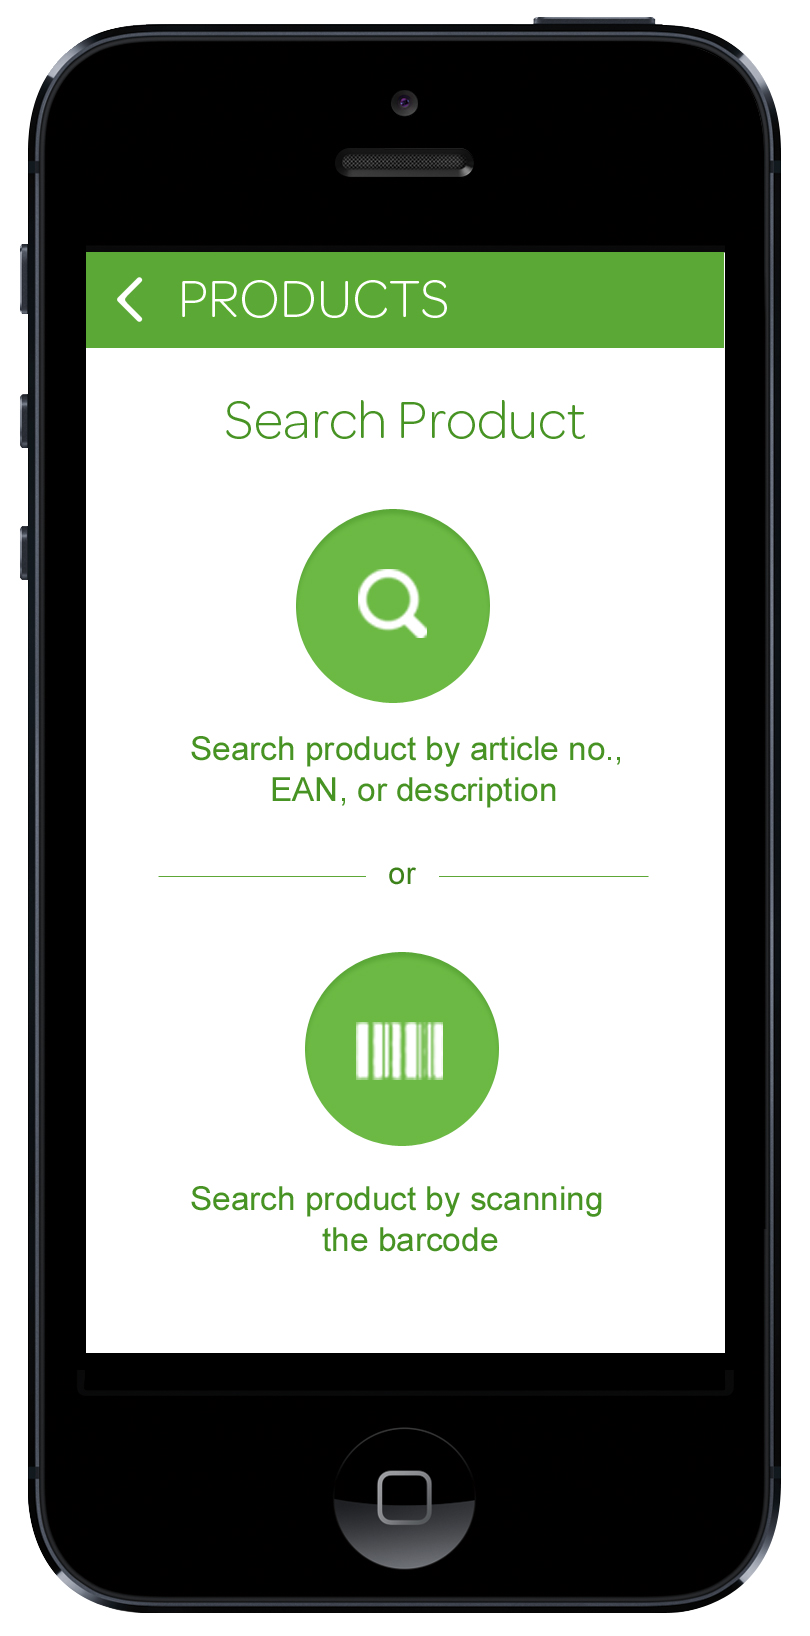 PRODUCTS
Search Product
Search product by article no.,
EAN, or description
or
Search product by scanning
the barcode